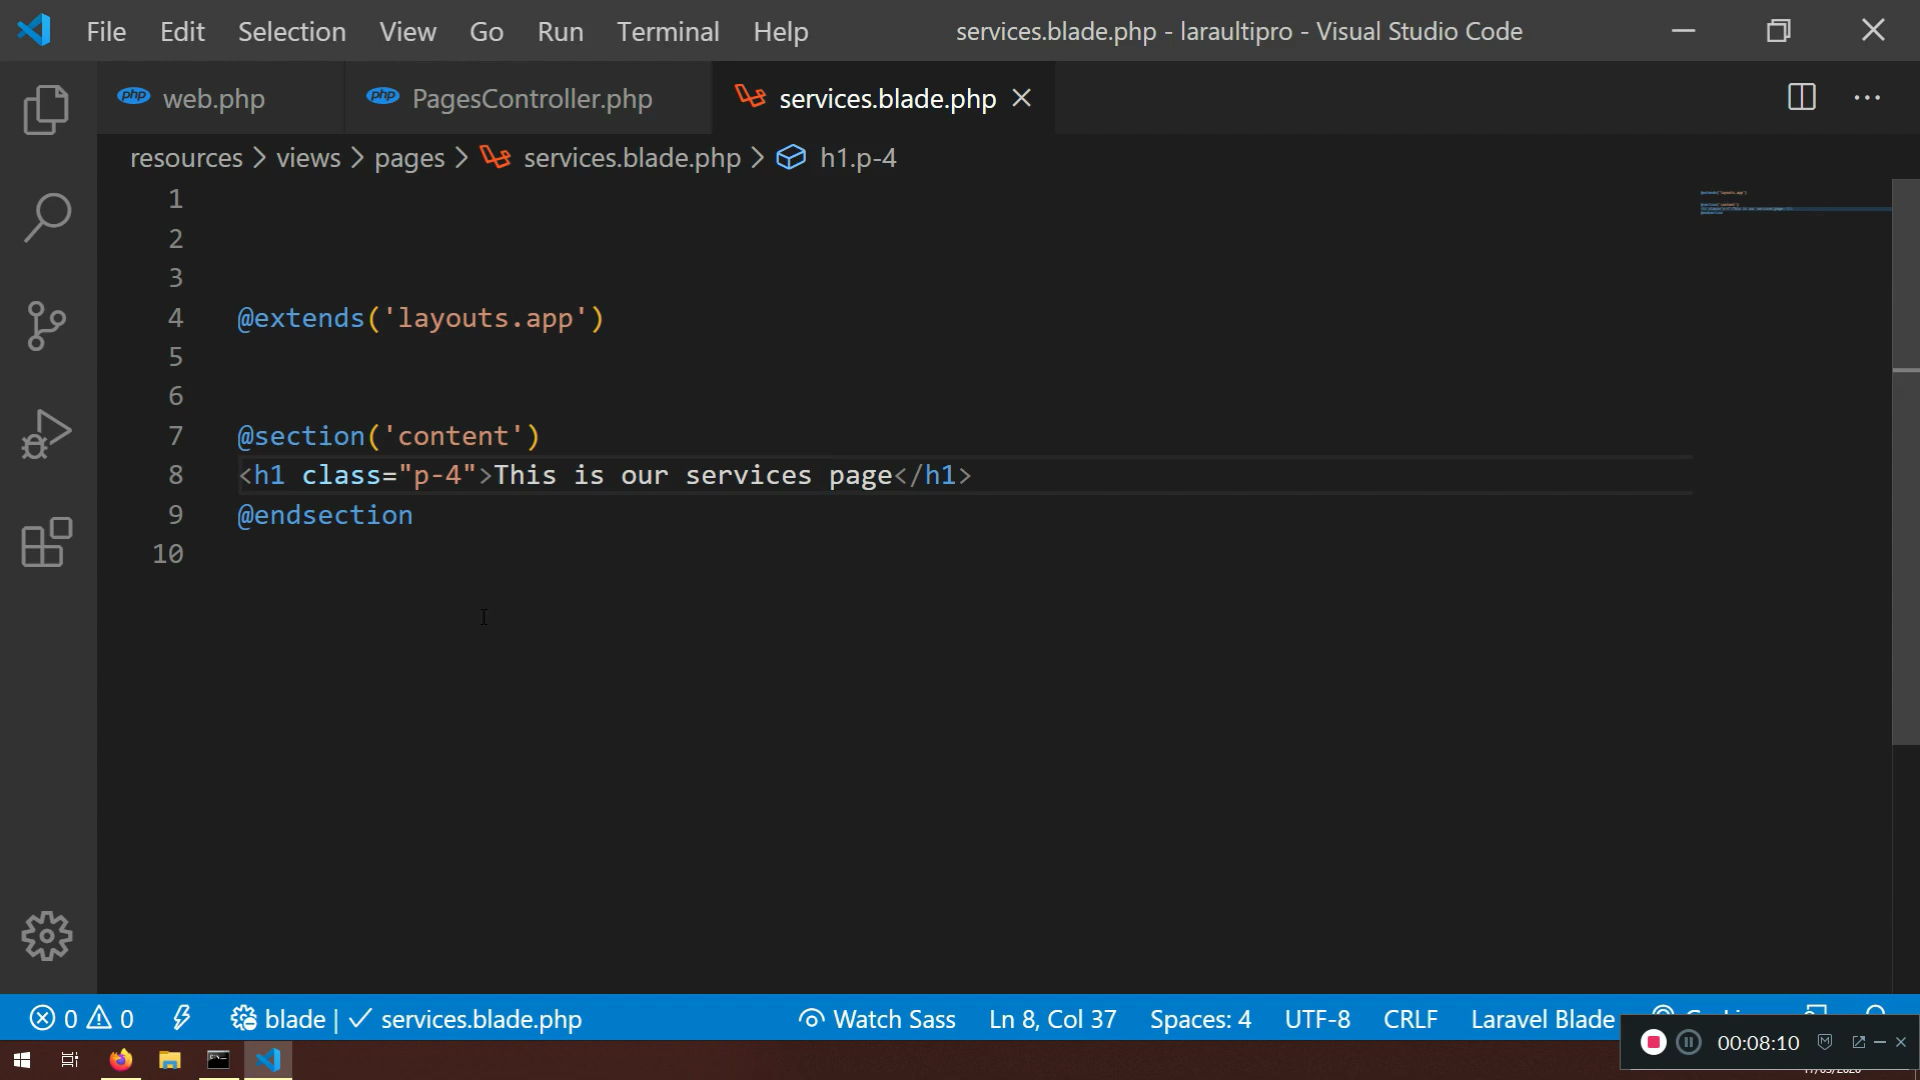 File Edit Selection View Go Run Terminal Help services.blade.php - laraultipro - Visual Studio Code
php web.php php PagesController.php services.blade.php
resources > views > pages > services.blade.php > h1.p-4
1
2
3
4 @extends('layouts.app')
5
6
7 @section('content')
8 <h1 class="p-4">This is our services page</h1>
9 @endsection
10
0 0 blade | ✓ services.blade.php Watch Sass Ln 8, Col 37 Spaces: 4 UTF-8 CRLF Laravel Blade
00:08:10